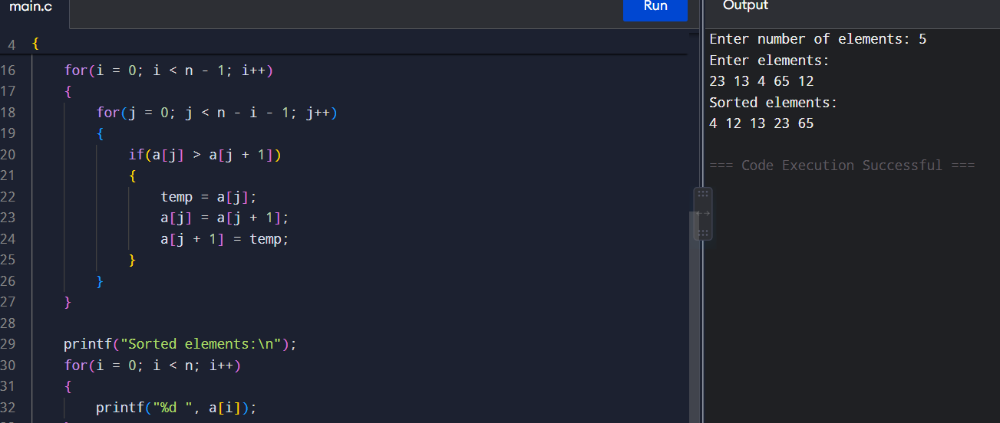 main.c
Run
4 {
16 for(i = 0; i < n - 1; i++)
17 {
18 for(j = 0; j < n - i - 1; j++)
19 {
20 if(a[j] > a[j + 1])
21 {
22 temp = a[j];
23 a[j] = a[j + 1];
24 a[j + 1] = temp;
25 }
26 }
27 }
28
29 printf("Sorted elements:\n");
30 for(i = 0; i < n; i++)
31 {
32 printf("%d ", a[i]);
Output
Enter number of elements: 5
Enter elements:
23 13 4 65 12
Sorted elements:
4 12 13 23 65
=== Code Execution Successful ===